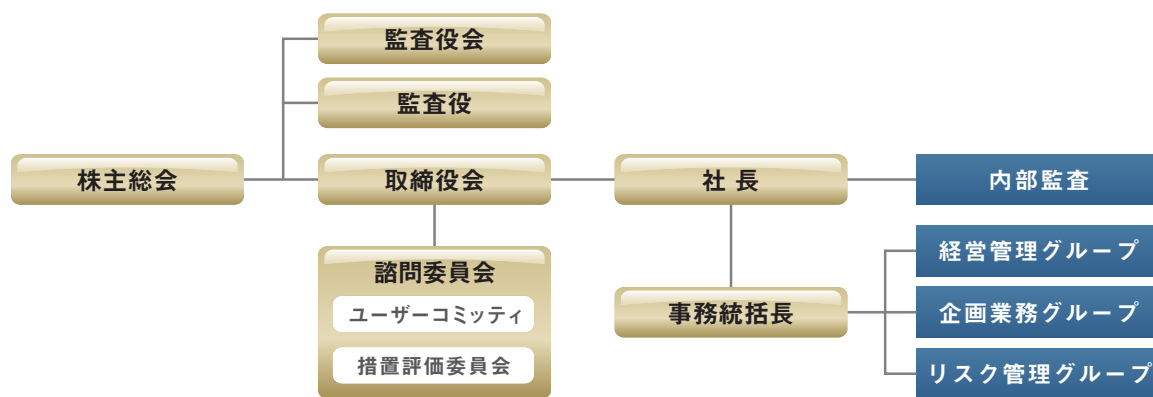 監査役会
監査役
株主総会
取締役会
社 長
内部監査
諮問委員会
ユーザーコミッティ
措置評価委員会
事務統括長
経営管理グループ
企画業務グループ
リスク管理グループ